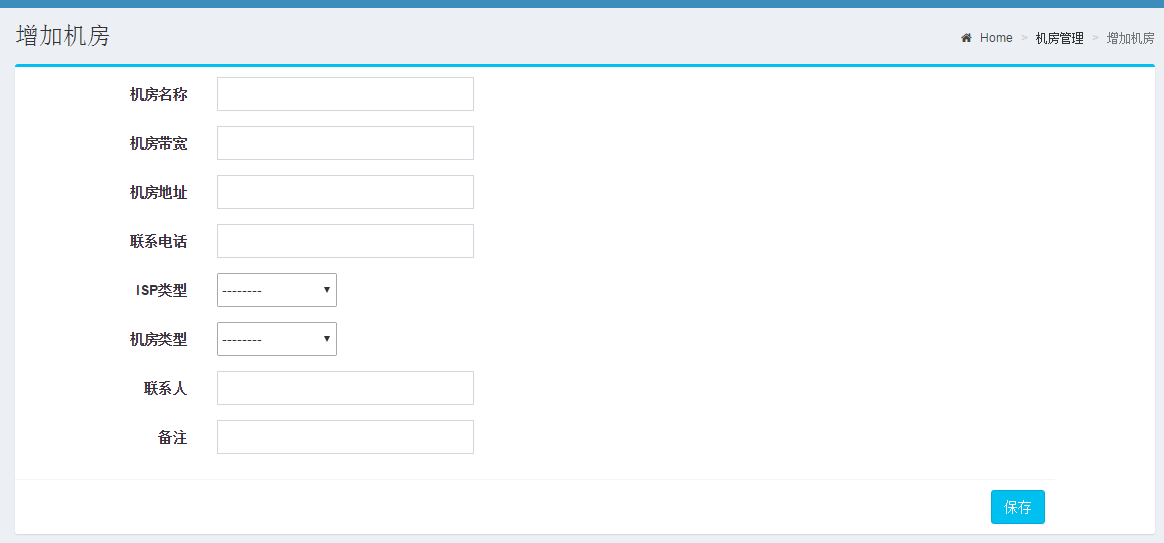 增加机房
Home > 机房管理 > 增加机房
机房名称
机房带宽
机房地址
联系电话
ISP类型 --------
机房类型 --------
联系人
备注
保存